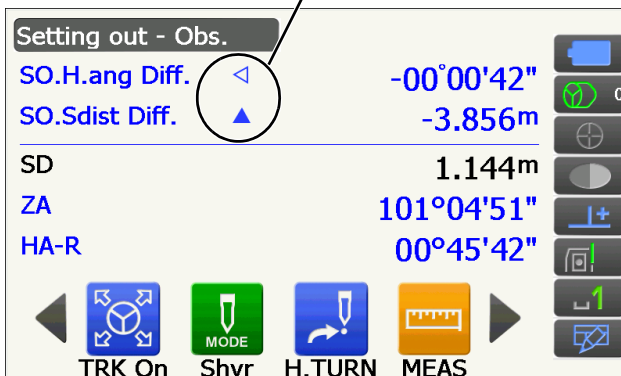 Setting out - Obs.
SO.H.ang Diff. -00°00'42"
SO.Sdist Diff. -3.856m
SD 1.144m
ZA 101°04'51"
HA-R 00°45'42"
MODE
TRK On Shvr H.TURN MEAS
1